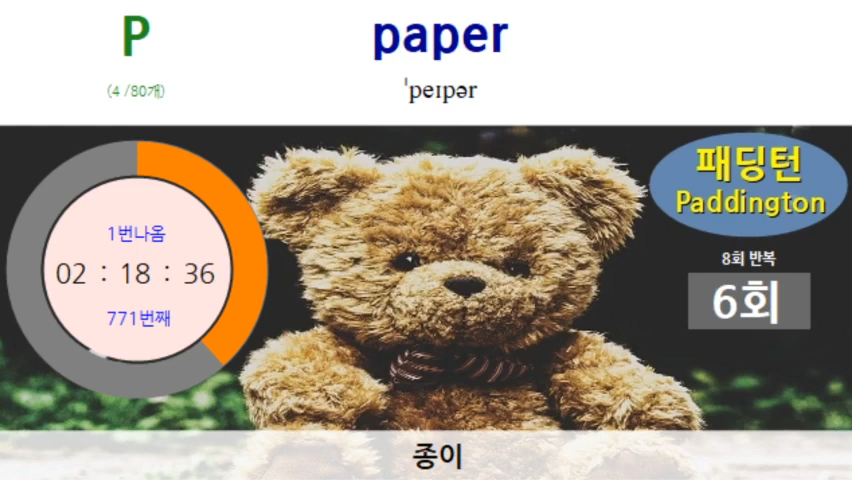 P
paper
(4 /80개)
ˈpeɪpər
패딩턴
Paddington
1번나옴
02 : 18 : 36
771번째
8회 반복
6회
종이